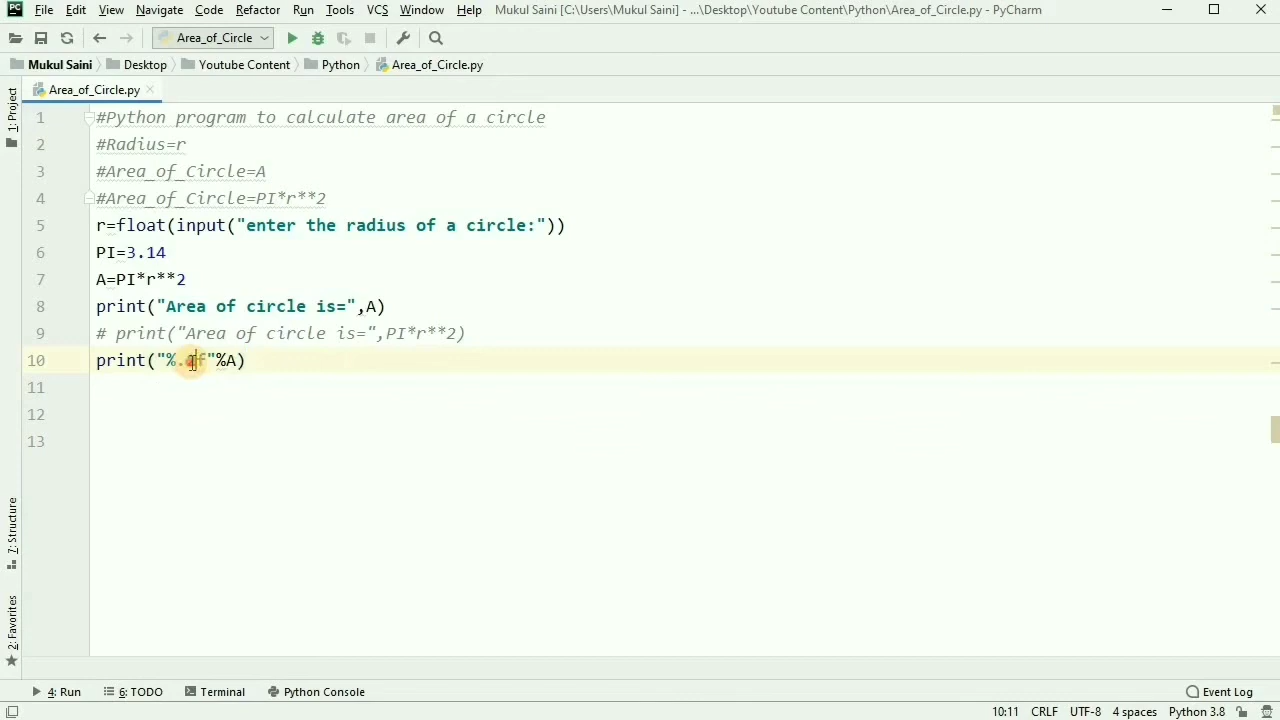 File Edit View Navigate Code Refactor Run Tools VCS Window Help Mukul Saini [C:\Users\Mukul Saini] - ...\Desktop\Youtube Content\Python\Area_of_Circle.py - PyCharm
Area_of_Circle
Mukul Saini Desktop Youtube Content Python Area_of_Circle.py
Area_of_Circle.py
1: Project
1 #Python program to calculate area of a circle
2 #Radius=r
3 #Area_of_Circle=A
4 #Area_of_Circle=PI*r**2
5 r=float(input("enter the radius of a circle:"))
6 PI=3.14
7 A=PI*r**2
8 print("Area of circle is=",A)
9 # print("Area of circle is=",PI*r**2)
10 print("%. f"%A)
11
12
13
7: Structure
2: Favorites
4: Run 6: TODO Terminal Python Console Event Log
10:11 CRLF UTF-8 4 spaces Python 3.8